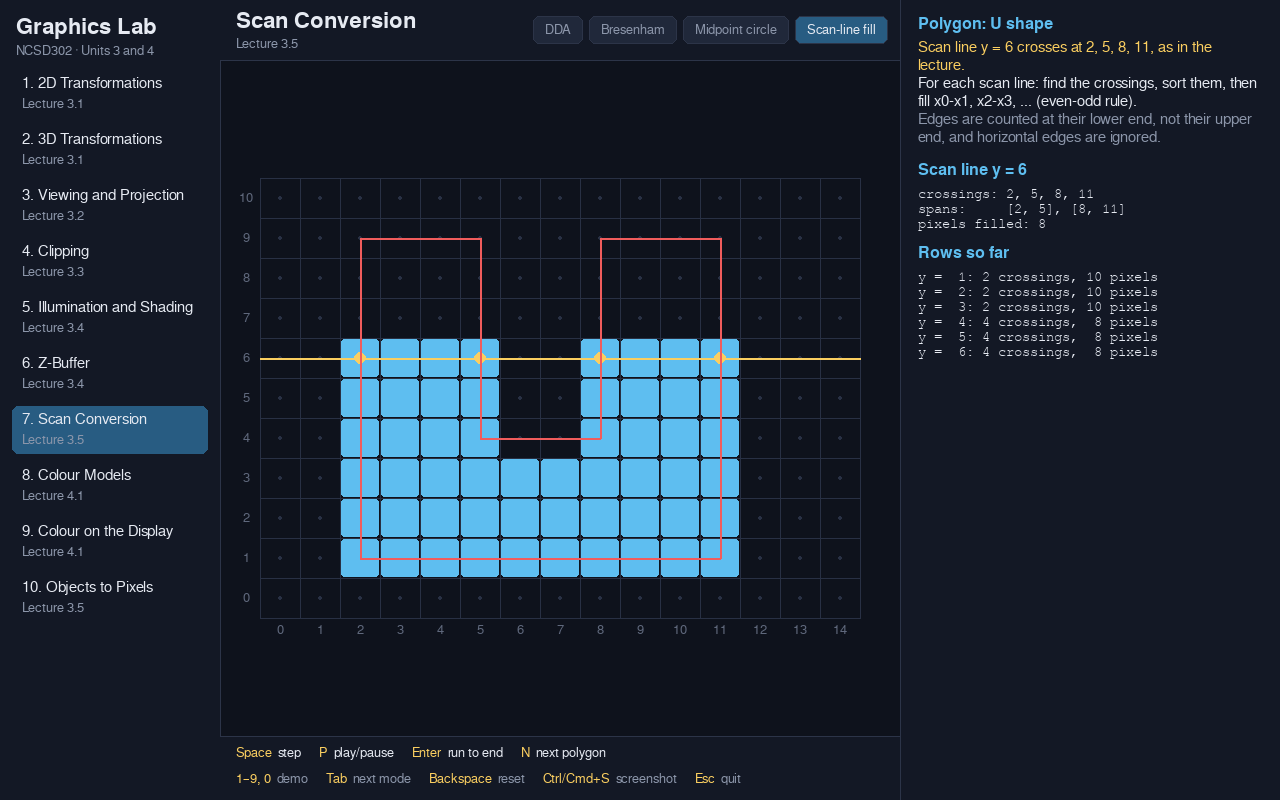 Graphics Lab
NCSD302 · Units 3 and 4
1. 2D Transformations
Lecture 3.1
2. 3D Transformations
Lecture 3.1
3. Viewing and Projection
Lecture 3.2
4. Clipping
Lecture 3.3
5. Illumination and Shading
Lecture 3.4
6. Z-Buffer
Lecture 3.4
7. Scan Conversion
Lecture 3.5
8. Colour Models
Lecture 4.1
9. Colour on the Display
Lecture 4.1
10. Objects to Pixels
Lecture 3.5
Scan Conversion
Lecture 3.5
DDA Bresenham Midpoint circle Scan-line fill
10
9
8
7
6
5
4
3
2
1
0
0 1 2 3 4 5 6 7 8 9 10 11 12 13 14
Space step P play/pause Enter run to end N next polygon
1–9, 0 demo Tab next mode Backspace reset Ctrl/Cmd+S screenshot Esc quit
Polygon: U shape
Scan line y = 6 crosses at 2, 5, 8, 11, as in the
lecture.
For each scan line: find the crossings, sort them, then
fill x0-x1, x2-x3, ... (even-odd rule).
Edges are counted at their lower end, not their upper
end, and horizontal edges are ignored.
Scan line y = 6
crossings: 2, 5, 8, 11
spans: [2, 5], [8, 11]
pixels filled: 8
Rows so far
y = 1: 2 crossings, 10 pixels
y = 2: 2 crossings, 10 pixels
y = 3: 2 crossings, 10 pixels
y = 4: 4 crossings, 8 pixels
y = 5: 4 crossings, 8 pixels
y = 6: 4 crossings, 8 pixels